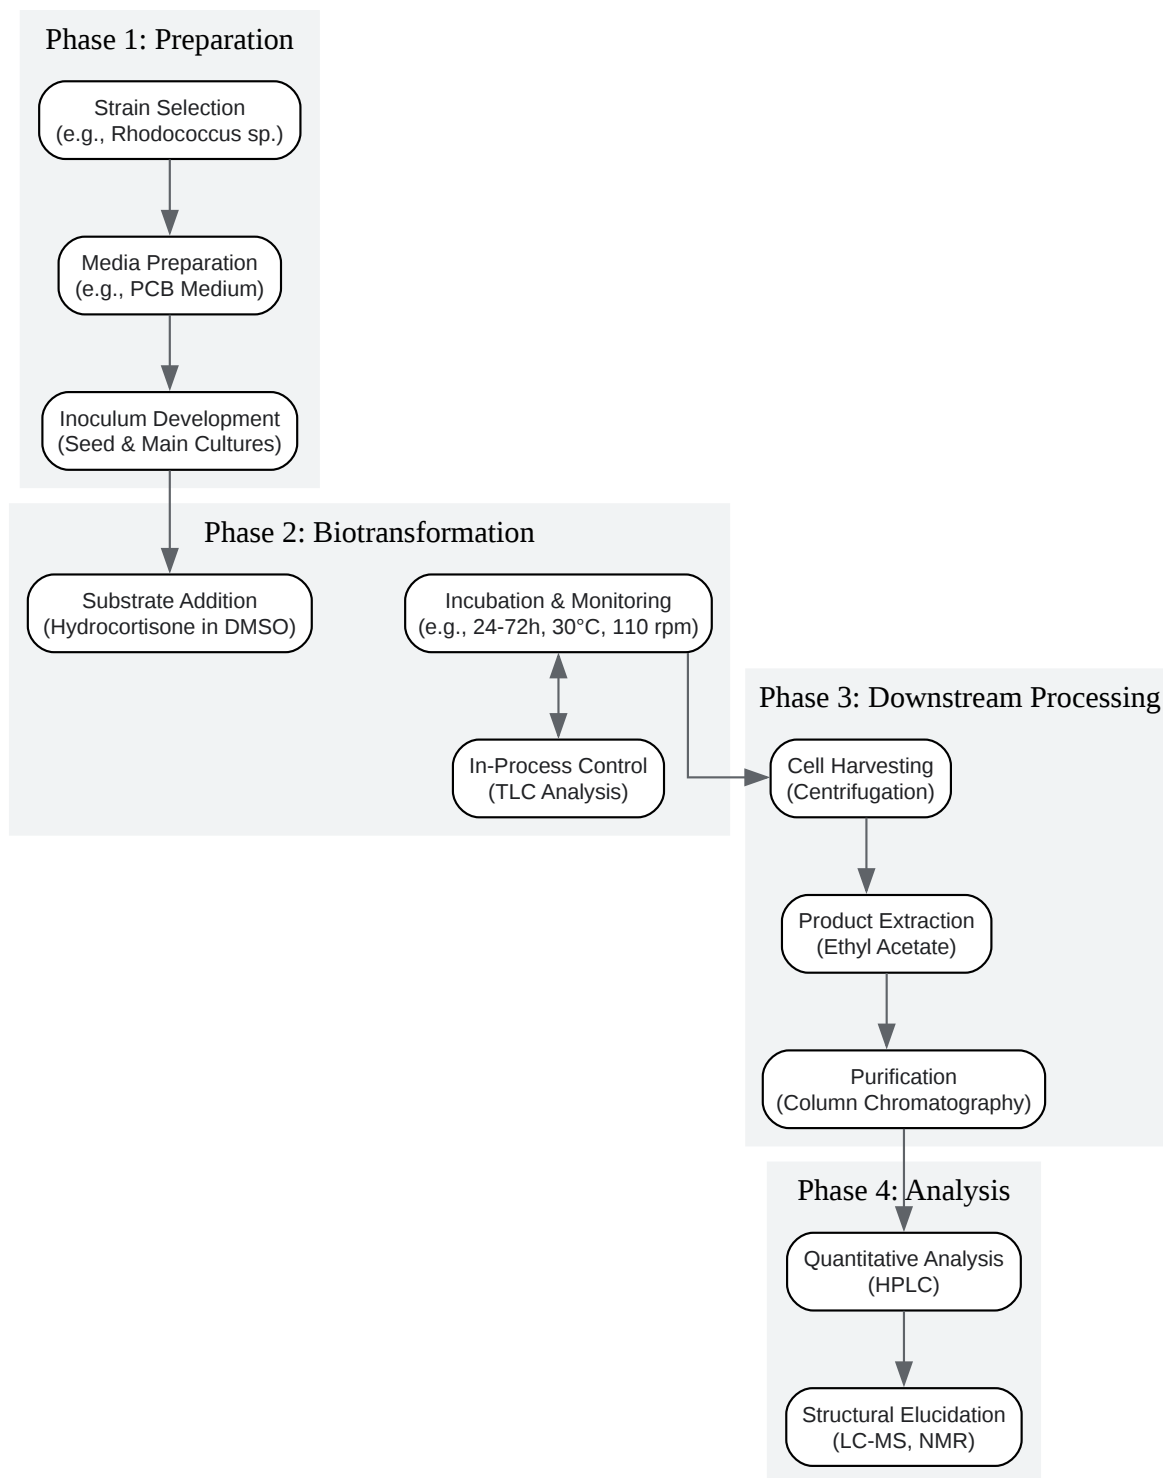 Phase 1: Preparation
Strain Selection
(e.g., Rhodococcus sp.)
Media Preparation
(e.g., PCB Medium)
Inoculum Development
(Seed & Main Cultures)
Phase 2: Biotransformation
Substrate Addition
(Hydrocortisone in DMSO)
Incubation & Monitoring
(e.g., 24-72h, 30°C, 110 rpm)
In-Process Control
(TLC Analysis)
Phase 3: Downstream Processing
Cell Harvesting
(Centrifugation)
Product Extraction
(Ethyl Acetate)
Purification
(Column Chromatography)
Phase 4: Analysis
Quantitative Analysis
(HPLC)
Structural Elucidation
(LC-MS, NMR)